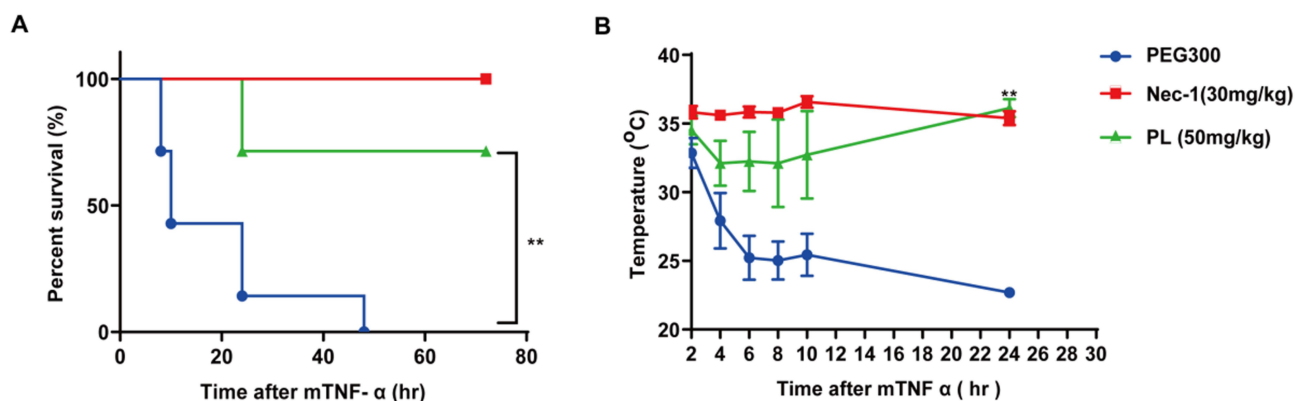 A
Percent survival (%)
100
50
0
0 20 40 60 80
Time after mTNF- α (hr)
**
B
Temperature (°C)
40
35
30
25
20
2 4 6 8 10 12 14 16 18 20 22 24 26 28 30
Time after mTNF α ( hr )
**
PEG300
Nec-1(30mg/kg)
PL (50mg/kg)